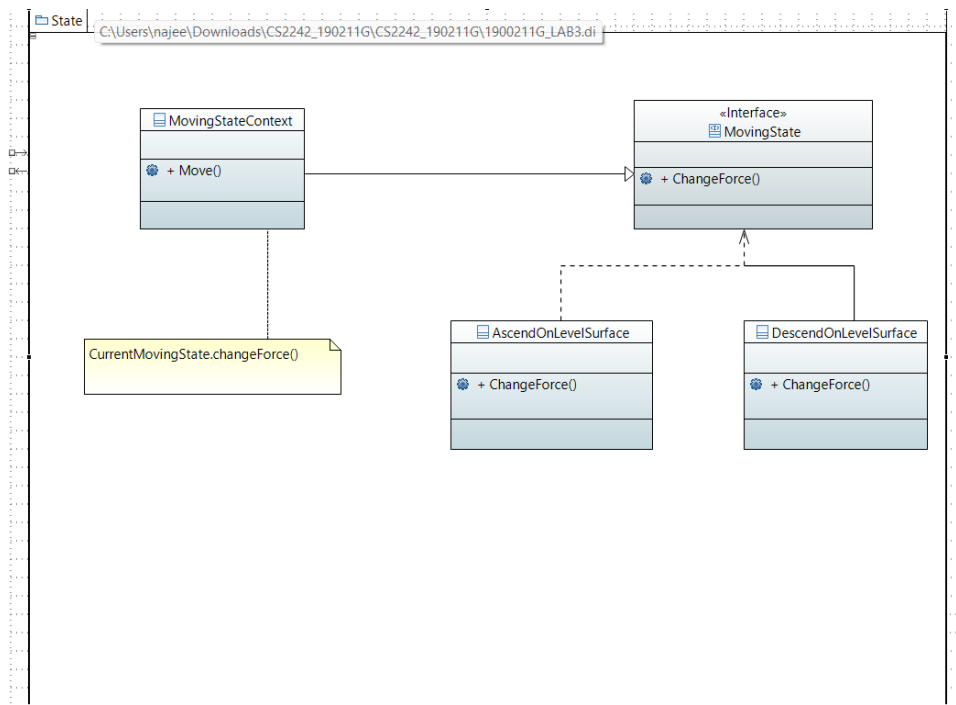 State
C:\Users\najee\Downloads\CS2242_190211G\CS2242_190211G\1900211G_LAB3.di
MovingStateContext
+ Move()
«Interface»
MovingState
+ ChangeForce()
CurrentMovingState.changeForce()
AscendOnLevelSurface
+ ChangeForce()
DescendOnLevelSurface
+ ChangeForce()